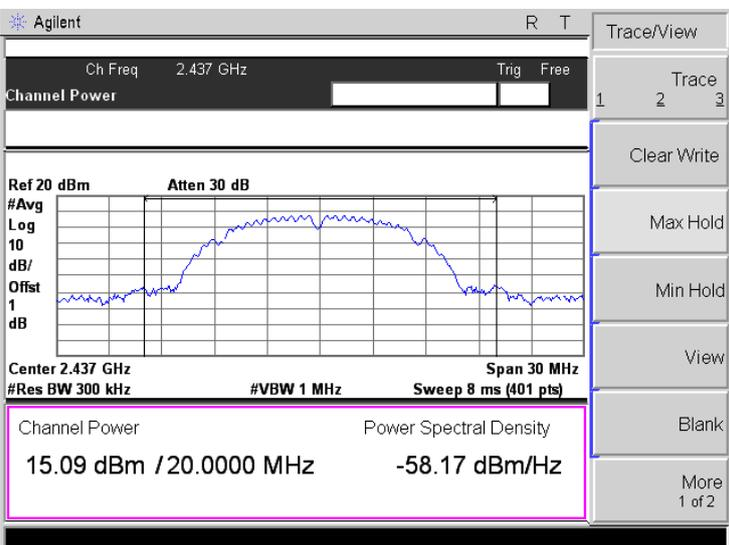 Agilent R T
Ch Freq 2.437 GHz Trig Free
Channel Power
Ref 20 dBm Atten 30 dB
#Avg
Log
10
dB/
Offst
1
dB
Center 2.437 GHz Span 30 MHz
#Res BW 300 kHz #VBW 1 MHz Sweep 8 ms (401 pts)
Channel Power Power Spectral Density
15.09 dBm / 20.0000 MHz -58.17 dBm/Hz
Trace/View
Trace
1 2 3
Clear Write
Max Hold
Min Hold
View
Blank
More
1 of 2